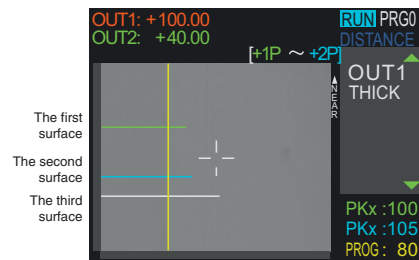 OUT1: +100.00
OUT2: +40.00
[+1P ～ +2P]
RUN PRG0
DISTANCE
OUT1
THICK
NEAR
The first
surface
The second
surface
The third
surface
PKx :100
PKx :105
PROG: 80